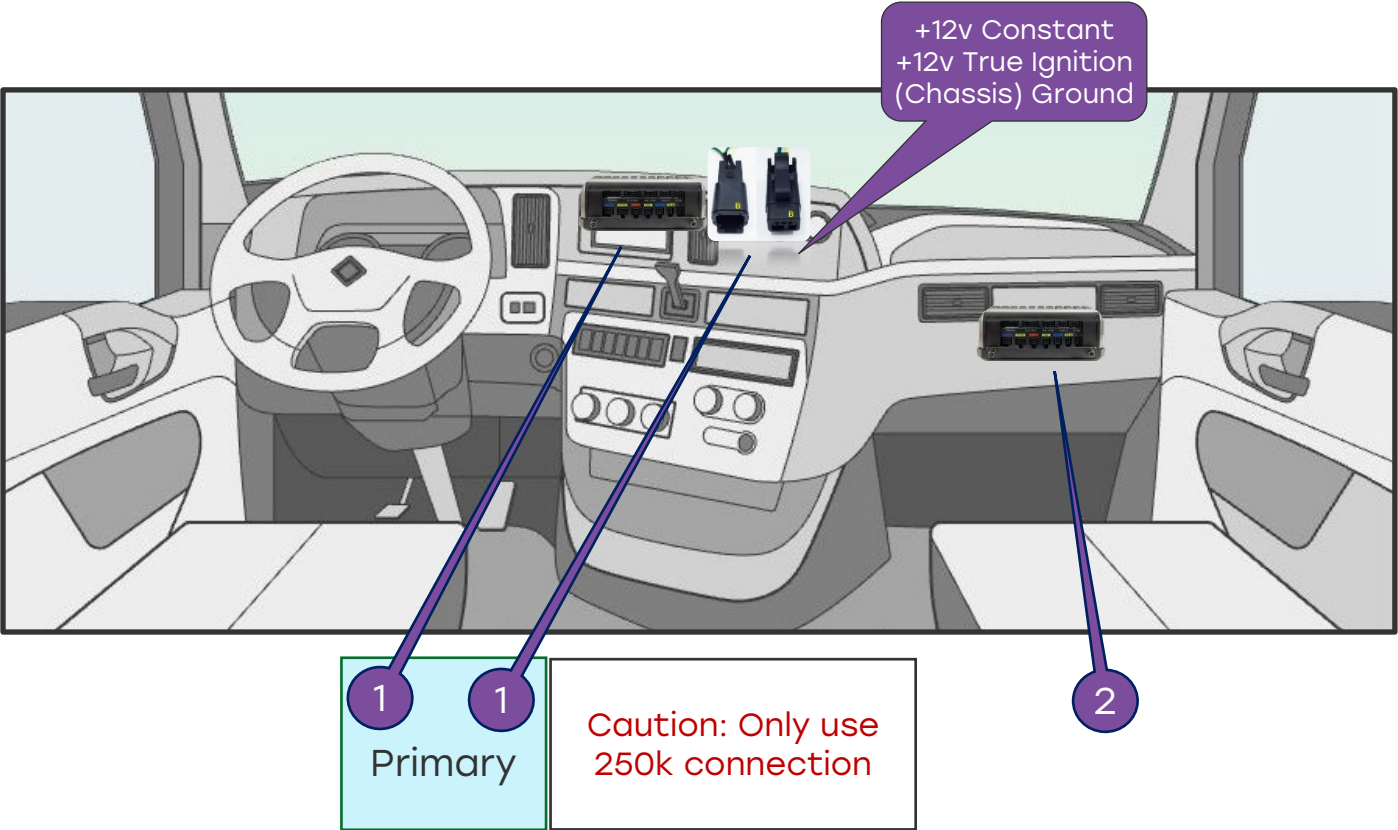 +12v Constant
+12v True Ignition
(Chassis) Ground
B
B
1
1
2
Primary
Caution: Only use
250k connection